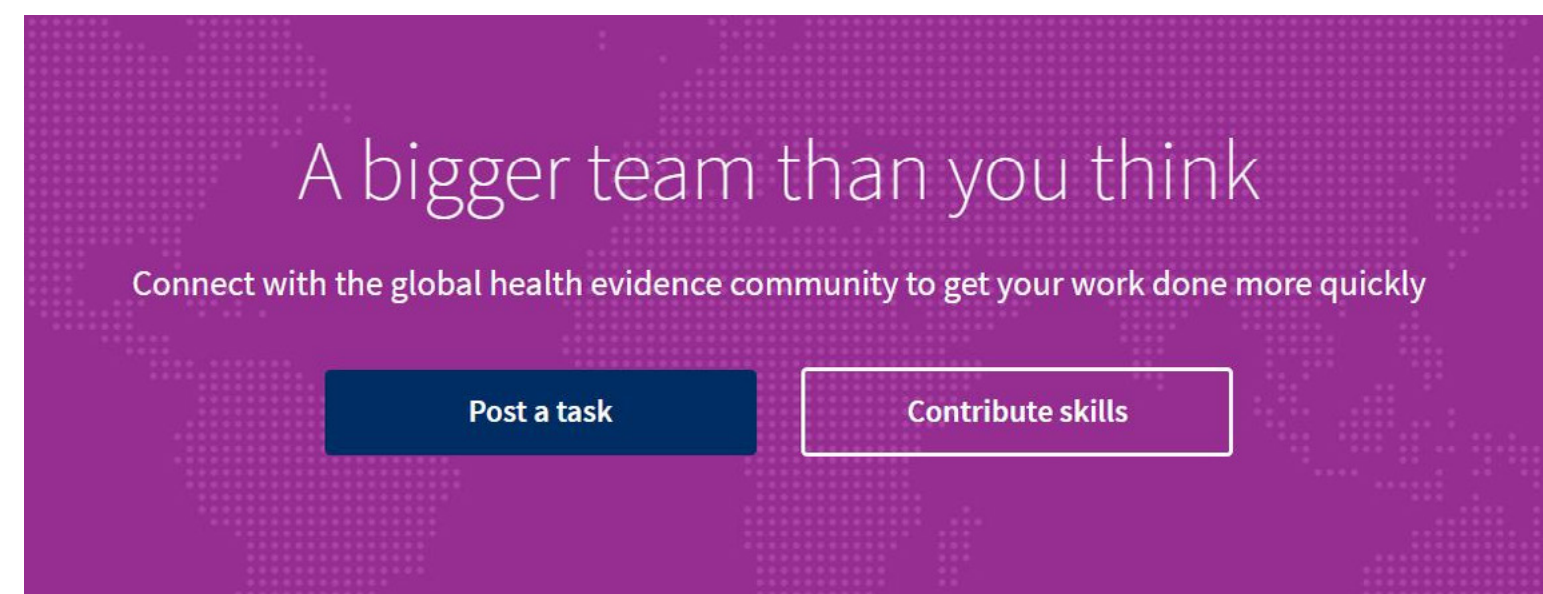 A bigger team than you think
Connect with the global health evidence community to get your work done more quickly
Post a task
Contribute skills